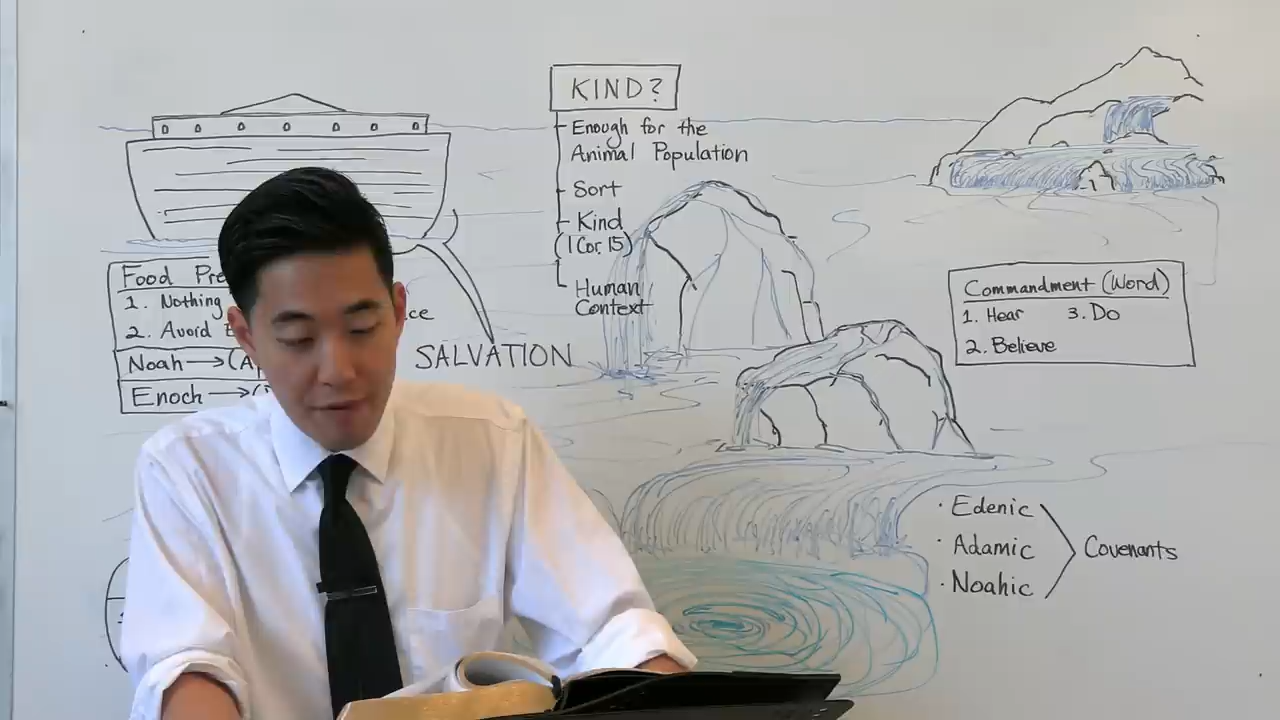 KIND?
Enough for the
Animal Population
Sort
Kind
(1 Cor. 15)
Human
Context
Food
1. Nothing
2. Avoid
Noah
Enoch
SALVATION
Commandment (Word)
1. Hear 3. Do
2. Believe
· Edenic
· Adamic
· Noahic
Covenants